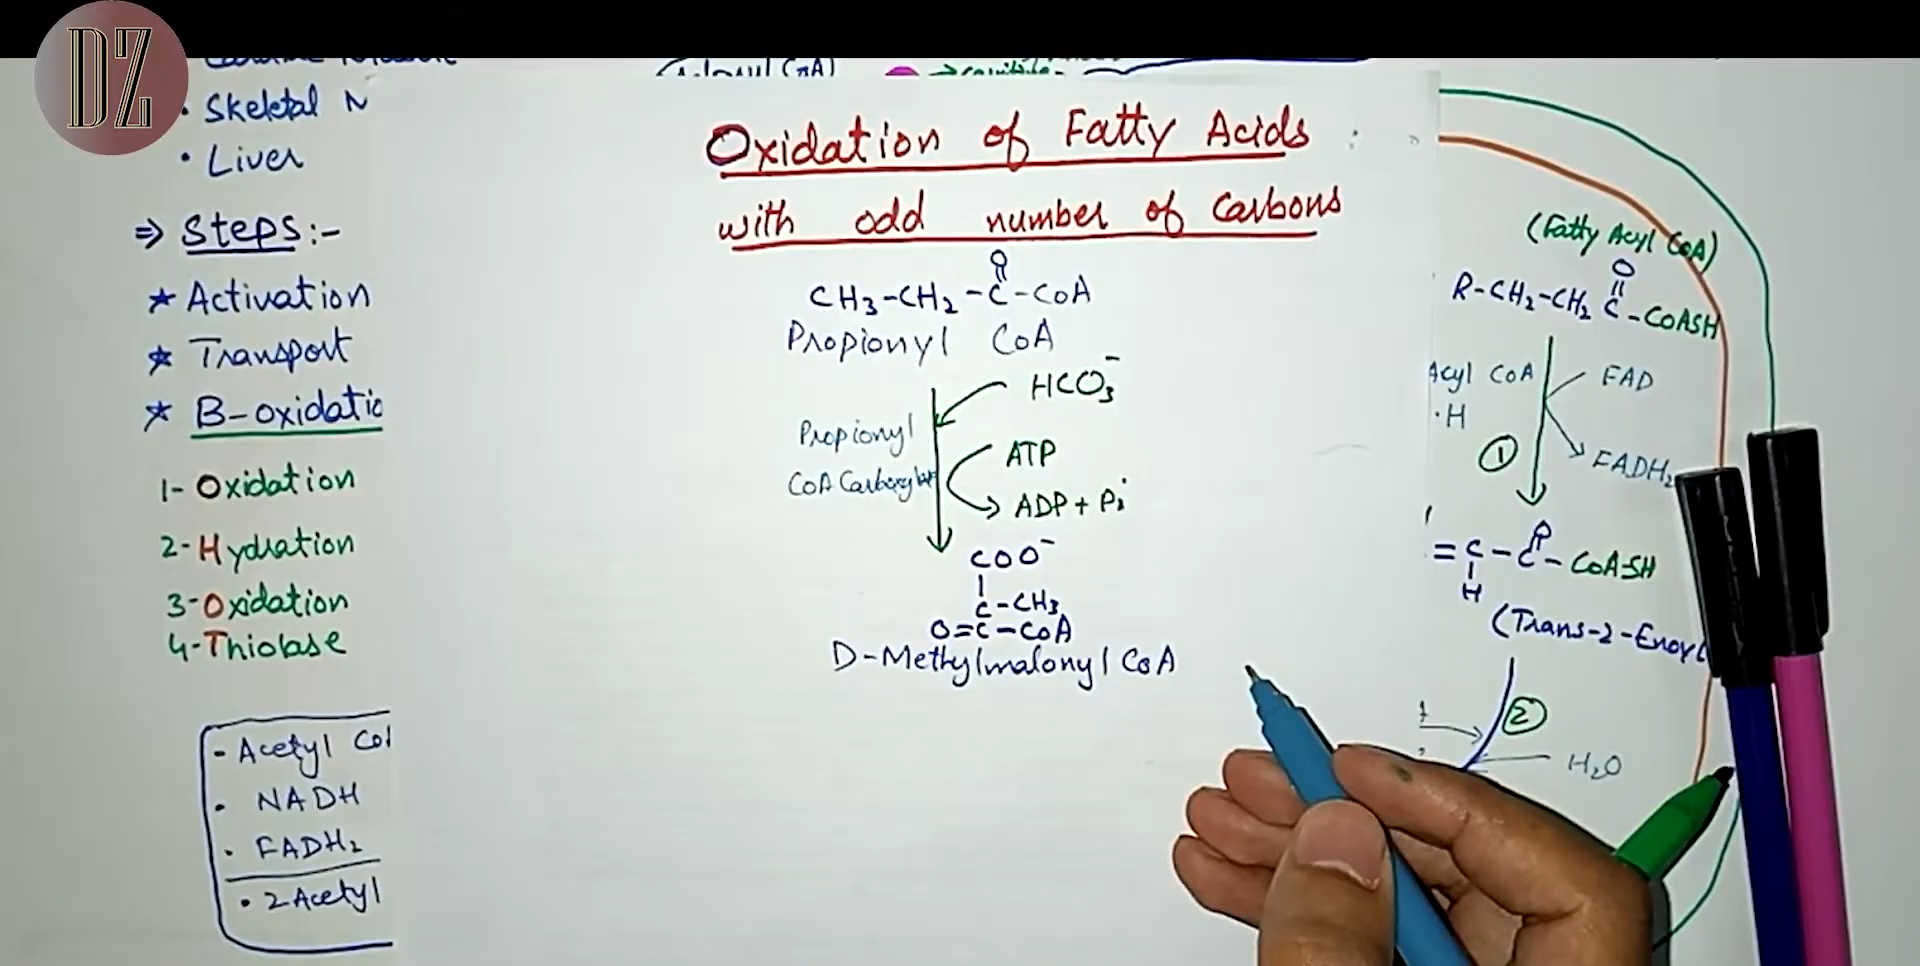 DZ
• Skeletal M
• Liver
⇒ Steps:-
★ Activation
★ Transport
★ B-oxidatio
1- Oxidation
2- Hydration
3- Oxidation
4- Thiolase
- Acetyl CoA
• NADH
• FADH₂
• 2 Acetyl
Oxidation of Fatty Acids :
with odd number of Carbons
O
CH₃-CH₂-C-COA
Propionyl CoA
HCO₃⁻
Propionyl
CoA Carboxylase
ATP
ADP + Pi
COO⁻
C-CH₃
O=C-COA
D-Methylmalonyl CoA
(Fatty Acyl CoA)
O
R-CH₂-CH₂ C-COASH
Acyl CoA
FAD
.H
①
FADH₂
O
=C-C-COASH
H
(Trans-2-Enoyl
②
H₂O